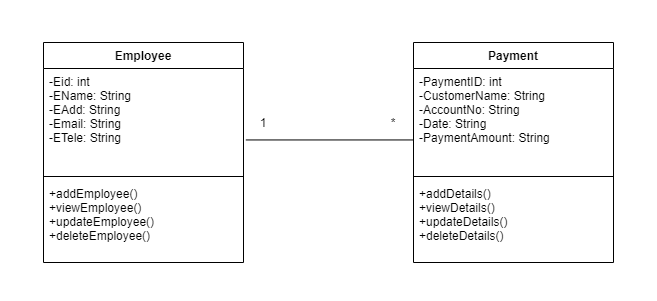 Employee
-Eid: int
-EName: String
-EAdd: String
-Email: String
-ETele: String
+addEmployee()
+viewEmployee()
+updateEmployee()
+deleteEmployee()
1
*
Payment
-PaymentID: int
-CustomerName: String
-AccountNo: String
-Date: String
-PaymentAmount: String
+addDetails()
+viewDetails()
+updateDetails()
+deleteDetails()